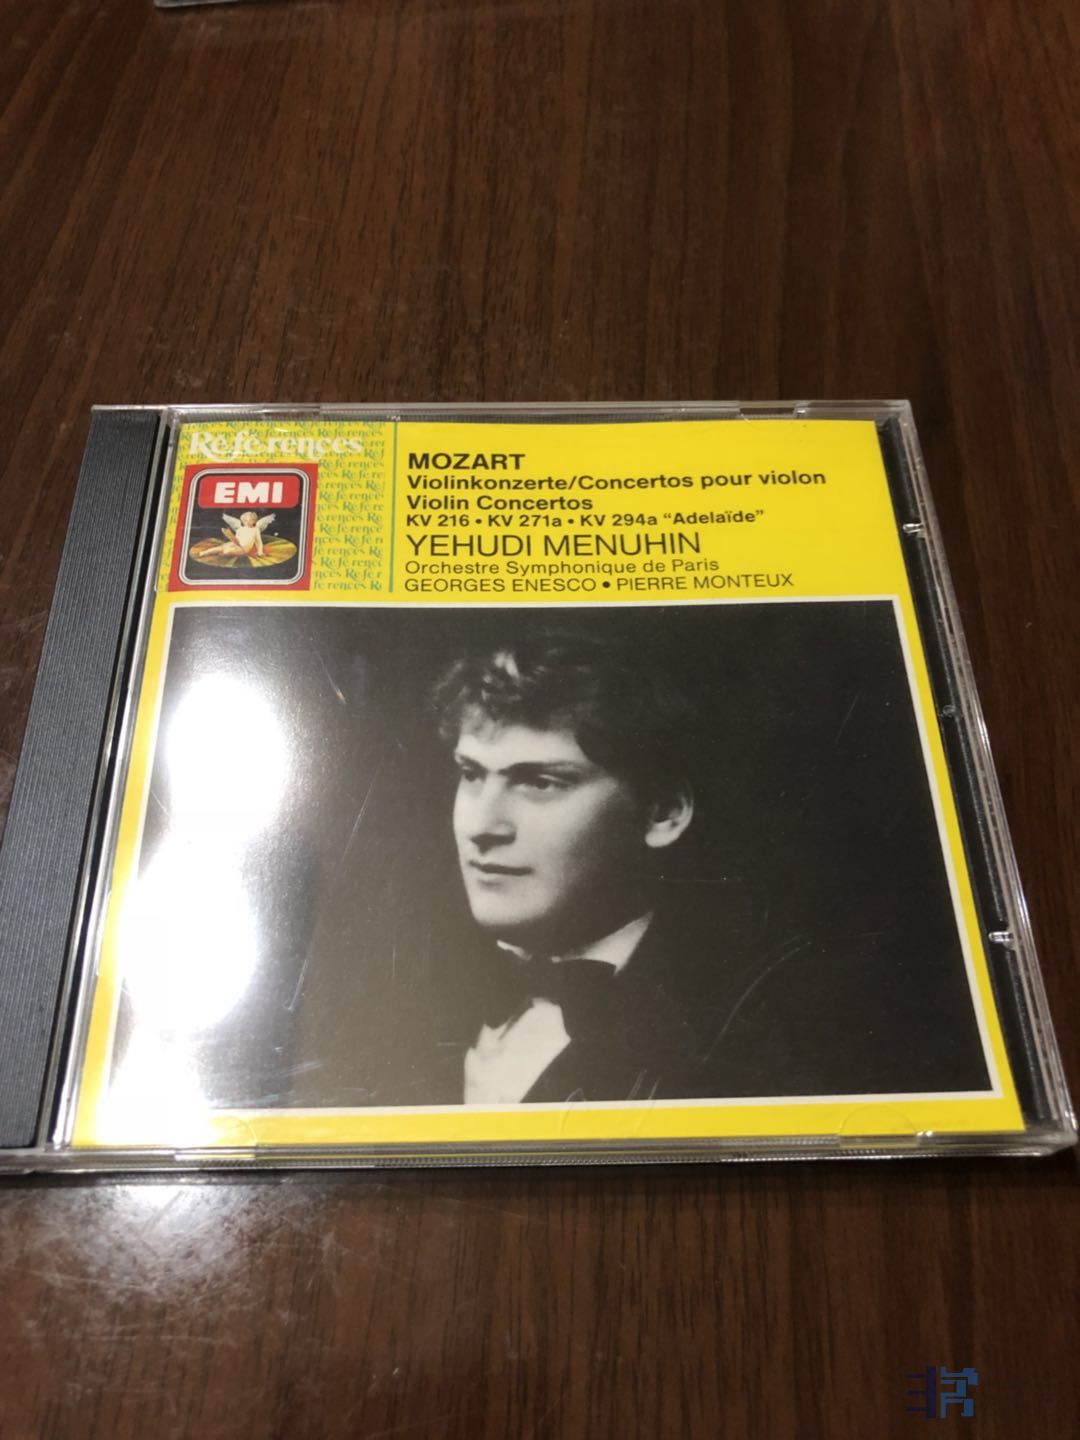 Références
EMI
MOZART
Violinkonzerte/Concertos pour violon
Violin Concertos
KV 216 • KV 271a • KV 294a “Adelaïde”
YEHUDI MENUHIN
Orchestre Symphonique de Paris
GEORGES ENESCO • PIERRE MONTEUX